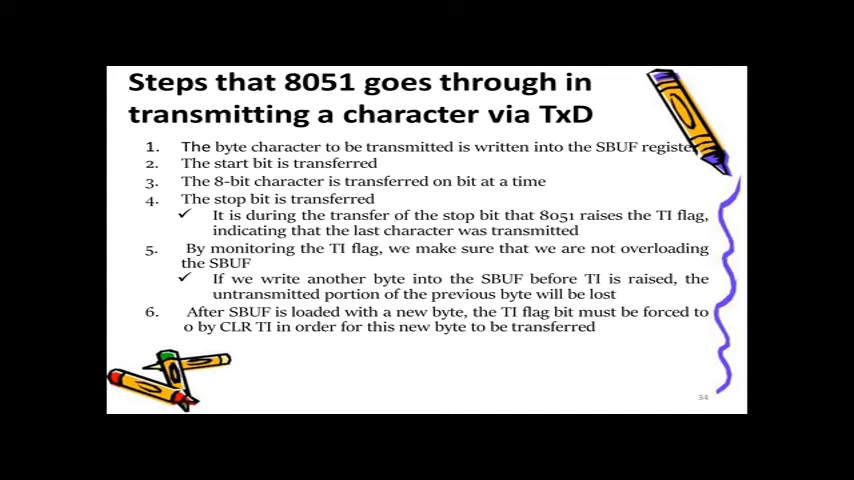 Steps that 8051 goes through in
transmitting a character via TxD
1. The byte character to be transmitted is written into the SBUF register
2. The start bit is transferred
3. The 8-bit character is transferred on bit at a time
4. The stop bit is transferred
✓ It is during the transfer of the stop bit that 8051 raises the TI flag,
indicating that the last character was transmitted
5. By monitoring the TI flag, we make sure that we are not overloading
the SBUF
✓ If we write another byte into the SBUF before TI is raised, the
untransmitted portion of the previous byte will be lost
6. After SBUF is loaded with a new byte, the TI flag bit must be forced to
0 by CLR TI in order for this new byte to be transferred
34